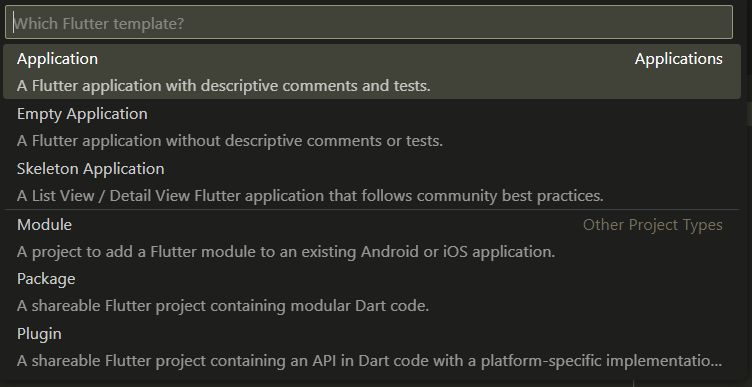 Which Flutter template?
Application Applications
A Flutter application with descriptive comments and tests.
Empty Application
A Flutter application without descriptive comments or tests.
Skeleton Application
A List View / Detail View Flutter application that follows community best practices.
Module Other Project Types
A project to add a Flutter module to an existing Android or iOS application.
Package
A shareable Flutter project containing modular Dart code.
Plugin
A shareable Flutter project containing an API in Dart code with a platform-specific implementatio...